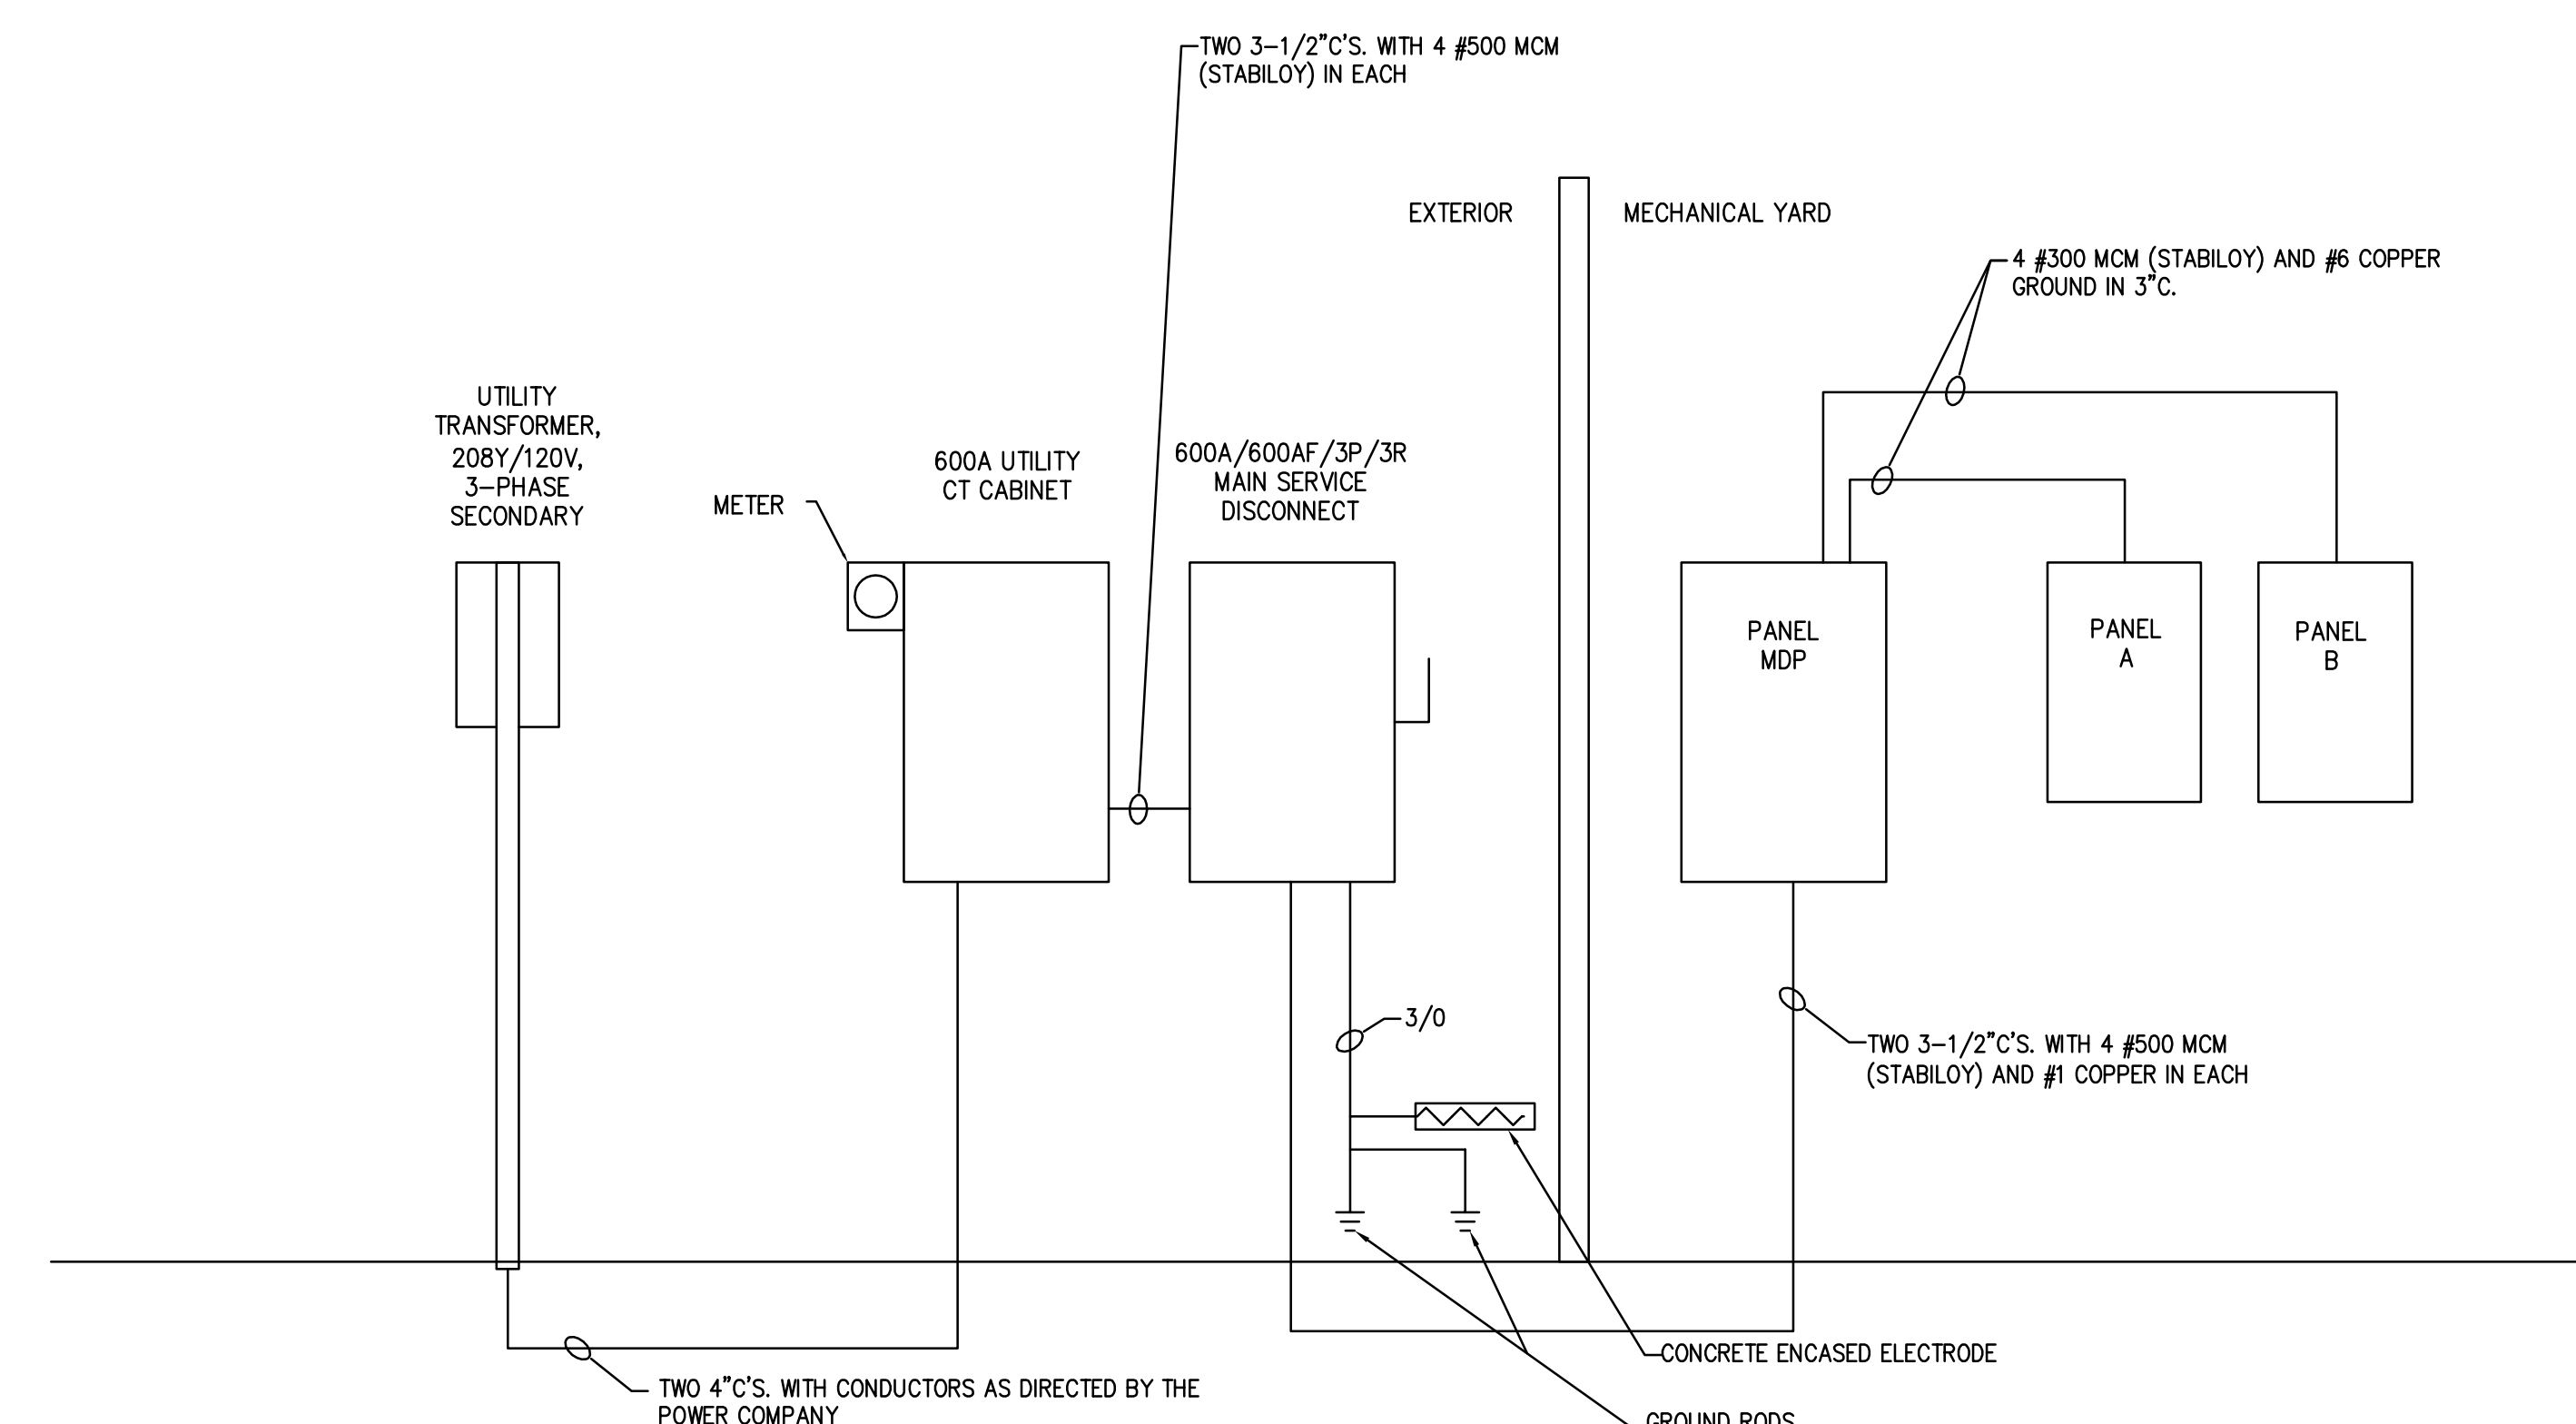 TWO 3-1/2"C'S. WITH 4 #500 MCM
(STABILOY) IN EACH
EXTERIOR
MECHANICAL YARD
4 #300 MCM (STABILOY) AND #6 COPPER
GROUND IN 3"C.
UTILITY
TRANSFORMER,
208Y/120V,
3-PHASE
SECONDARY
METER
600A UTILITY
CT CABINET
600A/600AF/3P/3R
MAIN SERVICE
DISCONNECT
PANEL
MDP
PANEL
A
PANEL
B
3/0
TWO 3-1/2"C'S. WITH 4 #500 MCM
(STABILOY) AND #1 COPPER IN EACH
CONCRETE ENCASED ELECTRODE
TWO 4"C'S. WITH CONDUCTORS AS DIRECTED BY THE
POWER COMPANY
GROUND RODS